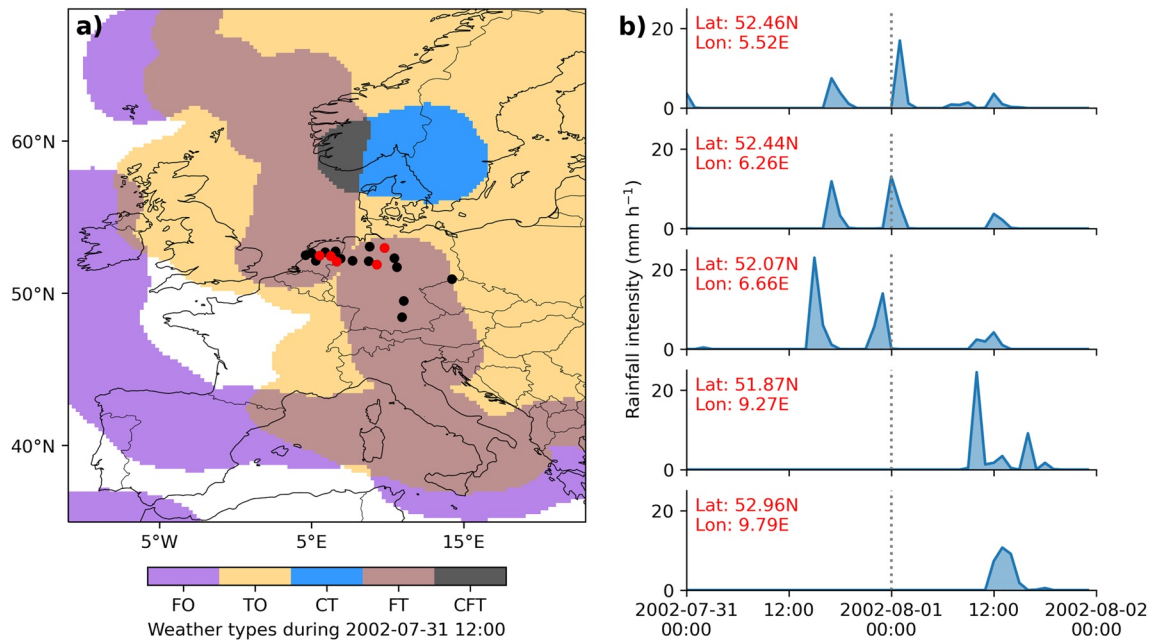 a)
60°N
50°N
40°N
5°W 5°E 15°E
FO TO CT FT CFT
Weather types during 2002-07-31 12:00
b)
Rainfall intensity (mm h⁻¹)
20
0
Lat: 52.46N
Lon: 5.52E
20
0
Lat: 52.44N
Lon: 6.26E
20
0
Lat: 52.07N
Lon: 6.66E
20
0
Lat: 51.87N
Lon: 9.27E
20
0
Lat: 52.96N
Lon: 9.79E
2002-07-31 12:00 2002-08-01 12:00 2002-08-02
00:00 00:00 00:00